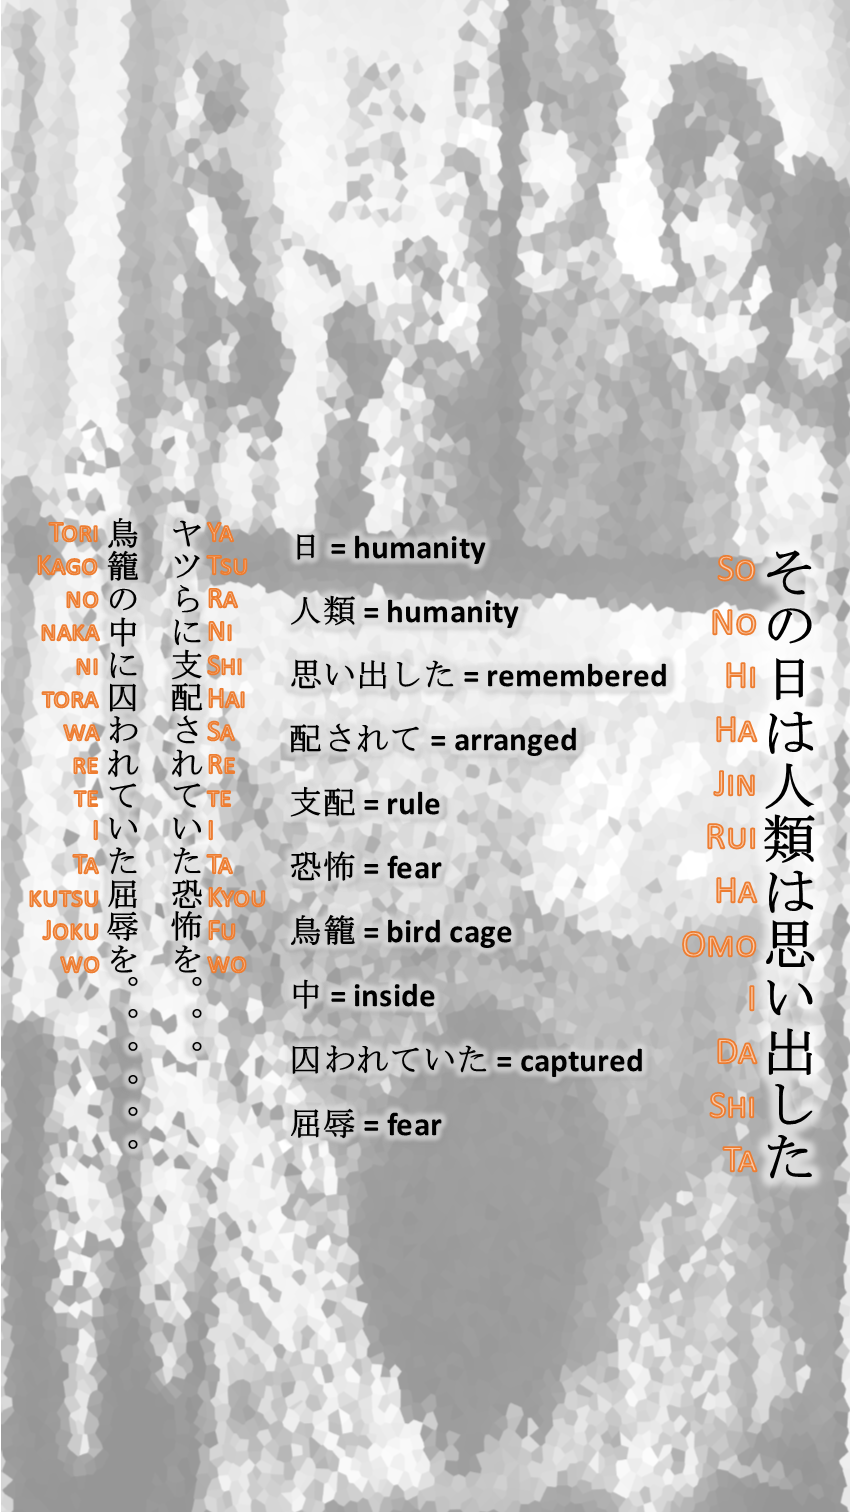 その日は人類は思い出した
So
No
Hi
Ha
Jin
Rui
Ha
Omo
I
Da
Shi
Ta
日 = humanity
人類 = humanity
思い出した = remembered
配されて = arranged
支配 = rule
恐怖 = fear
鳥籠 = bird cage
中 = inside
囚われていた = captured
屈辱 = fear
Ya
Tsu
Ra
Ni
Shi
Hai
Sa
Re
te
I
Ta
Kyou
Fu
wo
ヤツらに支配されていた恐怖を。。。
鳥籠の中に囚われていた屈辱を。。。。。。
Tori
Kago
no
naka
ni
tora
wa
re
te
i
ta
kutsu
Joku
wo